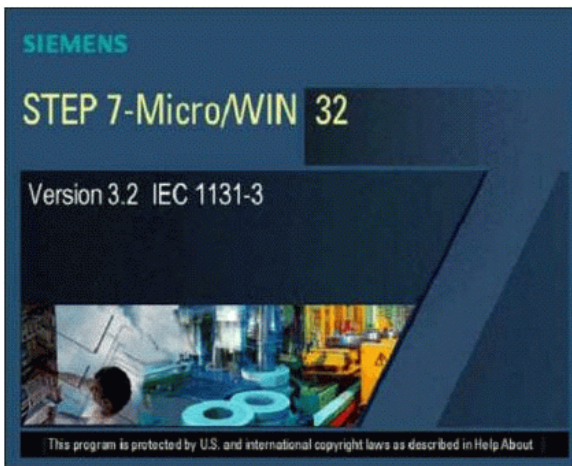 SIEMENS
STEP 7-Micro/WIN 32
Version 3.2 IEC 1131-3
This program is protected by U.S. and international copyright laws as described in Help About